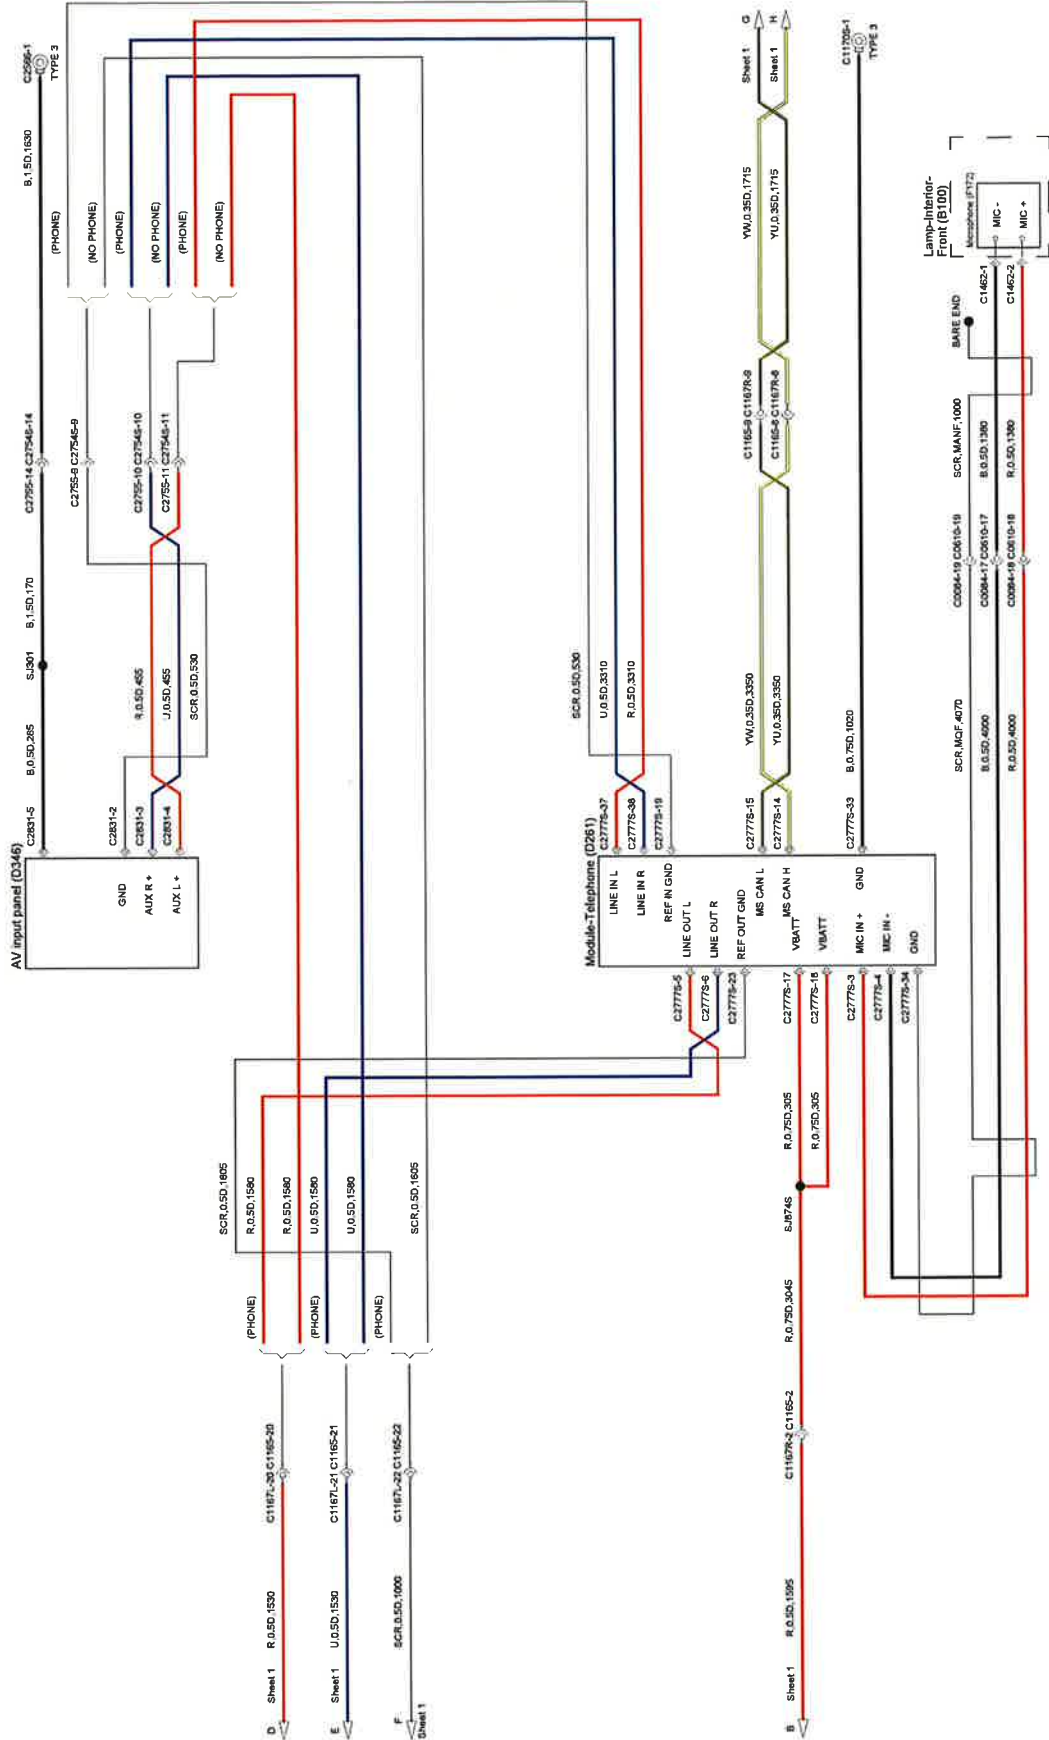 C2566-1
TYPE 3
B,1.5D,1630
C2755-14 C2754S-14
B,1.5D,170
SJ301
B,0.5D,285
C2831-5
AV input panel (D346)
(PHONE)
(NO PHONE)
(PHONE)
(NO PHONE)
(PHONE)
(NO PHONE)
C2755-9 C2754S-9
C2755-10 C2754S-10
C2755-11 C2754S-11
R,0.5D,455
U,0.5D,455
SCR,0.5D,530
C2831-2
C2831-3
C2831-4
GND
AUX R +
AUX L +
SCR,0.5D,530
U,0.5D,3310
R,0.5D,3310
Module-Telephone (D261)
C2777S-37
C2777S-38
C2777S-19
LINE IN L
LINE IN R
REF IN GND
LINE OUT L
LINE OUT R
REF OUT GND
MS CAN L
MS CAN H
VBATT
VBATT
MIC IN +
GND
MIC IN -
GND
C2777S-15
C2777S-14
C2777S-33
C2777S-5
C2777S-6
C2777S-23
C2777S-17
C2777S-18
C2777S-3
C2777S-4
C2777S-34
G
Sheet 1
H
Sheet 1
YW,0.35D,1715
YU,0.35D,1715
C1165-9 C1167R-9
C1165-8 C1167R-8
YW,0.35D,3350
YU,0.35D,3350
C1170S-1
TYPE 3
B,0.75D,1020
Lamp-Interior-
Front (B100)
Microphone (F172)
MIC -
MIC +
C1462-1
C1462-2
BARE END
SCR,MANF,1000
B,0.5D,1380
R,0.5D,1380
C0084-19 C0610-19
C0084-17 C0610-17
C0084-18 C0610-18
SCR,MQF,4070
B,0.5D,4000
R,0.5D,4000
SCR,0.5D,1605
R,0.5D,1580
R,0.5D,1580
U,0.5D,1580
U,0.5D,1580
SCR,0.5D,1605
(PHONE)
(PHONE)
(PHONE)
C1167L-20 C1165-20
C1167L-21 C1165-21
C1167L-22 C1165-22
R,0.5D,1530
U,0.5D,1530
SCR,0.5D,1000
D
Sheet 1
E
Sheet 1
F
Sheet 1
R,0.75D,305
R,0.75D,305
SJ874S
R,0.75D,3045
C1167R-2 C1165-2
R,0.5D,1595
Sheet 1
B